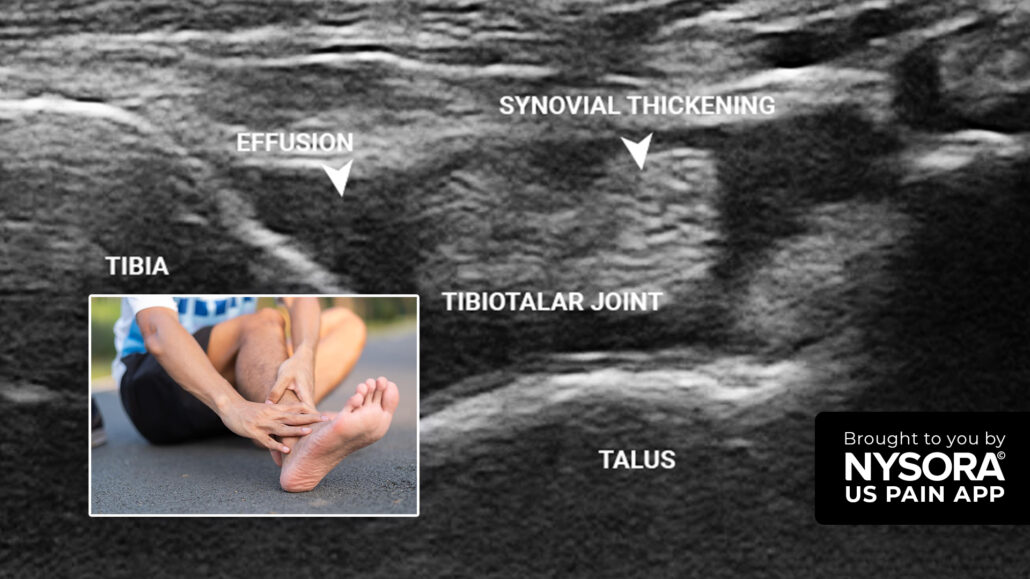 SYNOVIAL THICKENING
EFFUSION
TIBIA
TIBIOTALAR JOINT
TALUS
Brought to you by
NYSORA©
US PAIN APP